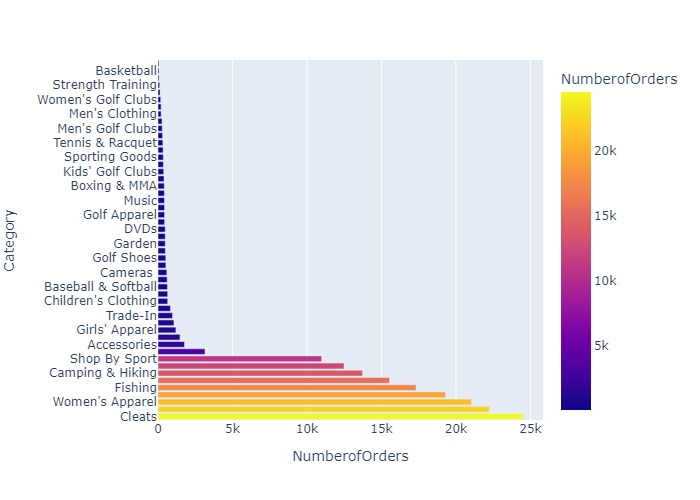 NumberofOrders
Basketball
Strength Training
Women's Golf Clubs
Men's Clothing
Men's Golf Clubs
Tennis & Racquet
Sporting Goods
Kids' Golf Clubs
Boxing & MMA
Music
Golf Apparel
DVDs
Garden
Golf Shoes
Cameras
Baseball & Softball
Children's Clothing
Trade-In
Girls' Apparel
Accessories
Shop By Sport
Camping & Hiking
Fishing
Women's Apparel
Cleats
Category
0 5k 10k 15k 20k 25k
NumberofOrders
20k
15k
10k
5k